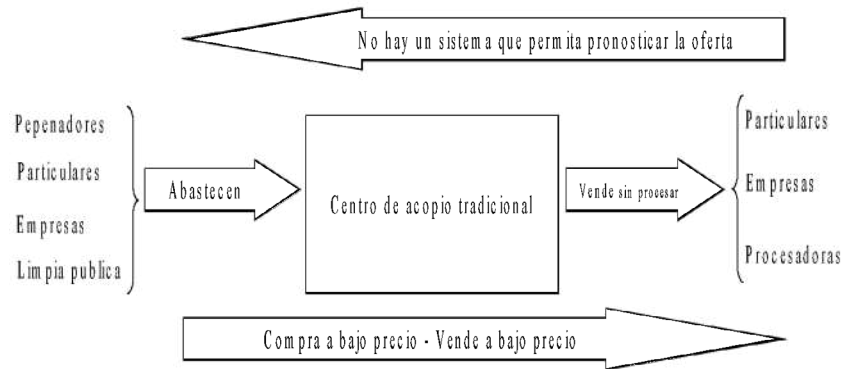 No hay un sistema que permita pronosticar la oferta
Pepenadores
Particulares
Empresas
Limpia publica
Abastecen
Centro de acopio tradicional
Vende sin procesar
Particulares
Empresas
Procesadoras
Compra a bajo precio - Vende a bajo precio